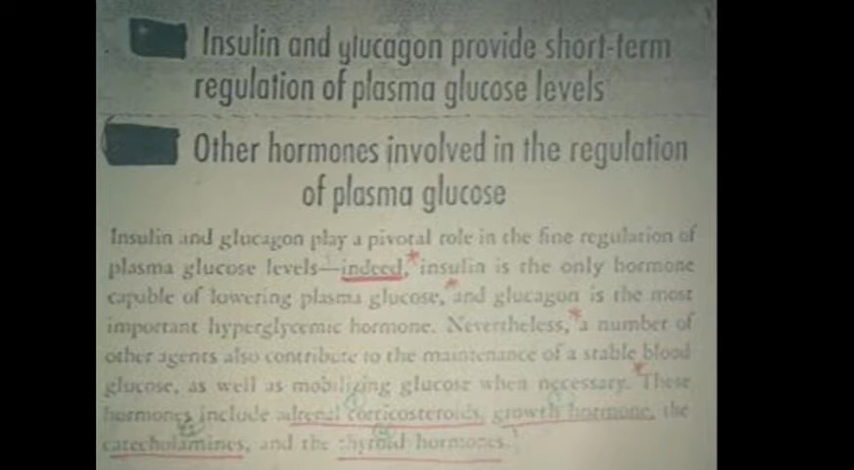 Insulin and glucagon provide short-term
regulation of plasma glucose levels
Other hormones involved in the regulation
of plasma glucose
Insulin and glucagon play a pivotal role in the fine regulation of
plasma glucose levels—indeed, insulin is the only hormone
capable of lowering plasma glucose, and glucagon is the most
important hyperglycemic hormone. Nevertheless, a number of
other agents also contribute to the maintenance of a stable blood
glucose, as well as mobilizing glucose when necessary. These
hormones include adrenal corticosteroids, growth hormone, the
catecholamines, and the thyroid hormones.